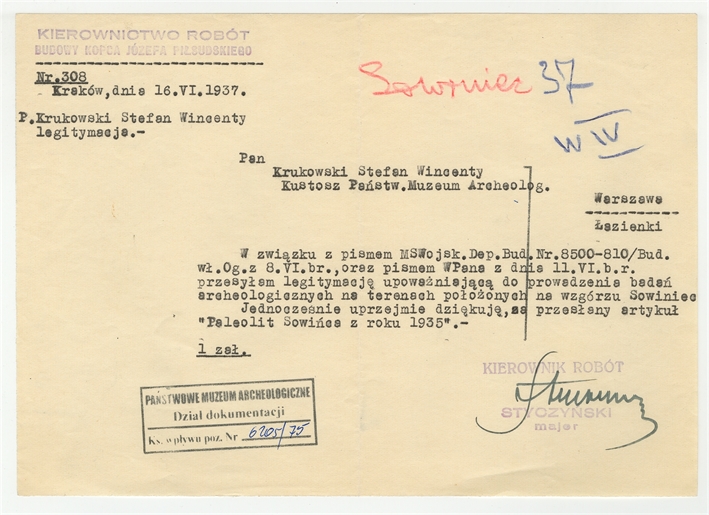 KIEROWNICTWO ROBÓT
BUDOWY KOPCA JÓZEFA PIŁSUDSKIEGO
Nr.308
Kraków,dnia 16.VI.1937.
Sowiniec 37
W IV
P.Krukowski Stefan Wincenty
legitymacja.-
Pan
Krukowski Stefan Wincenty
Kustosz Państw.Muzeum Archeolog.
Warszawa
Łazienki
W związku z pismem MSWojsk.Dep.Bud.Nr.8500-810/Bud.
wł.Og.z 8.VI.br.,oraz pismem WPana z dnia 11.VI.b.r.
przesyłam legitymację upoważniającą do prowadzenia badań
archeologicznych na terenach położonych na wzgórzu Sowiniec
Jednocześnie uprzejmie dziękuję,za przesłany artykuł
"Paleolit Sowińca z roku 1935".-
1 zał.
KIEROWNIK ROBÓT
STYCZYŃSKI
major
PAŃSTWOWE MUZEUM ARCHEOLOGICZNE
Dział dokumentacji
Ks. wpływu poz. Nr 6205/75